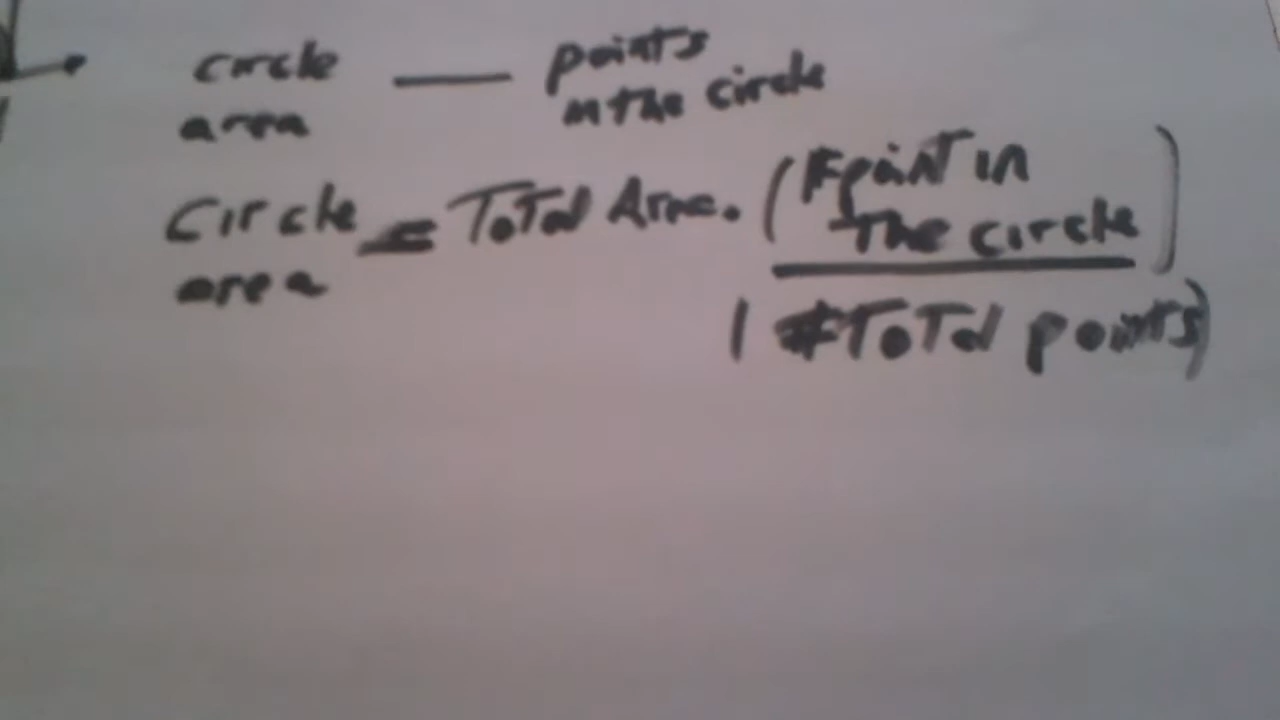 circle — points
area in the circle
Circle = ToTal Area . (#point in
area the circle)
(#ToTal points)